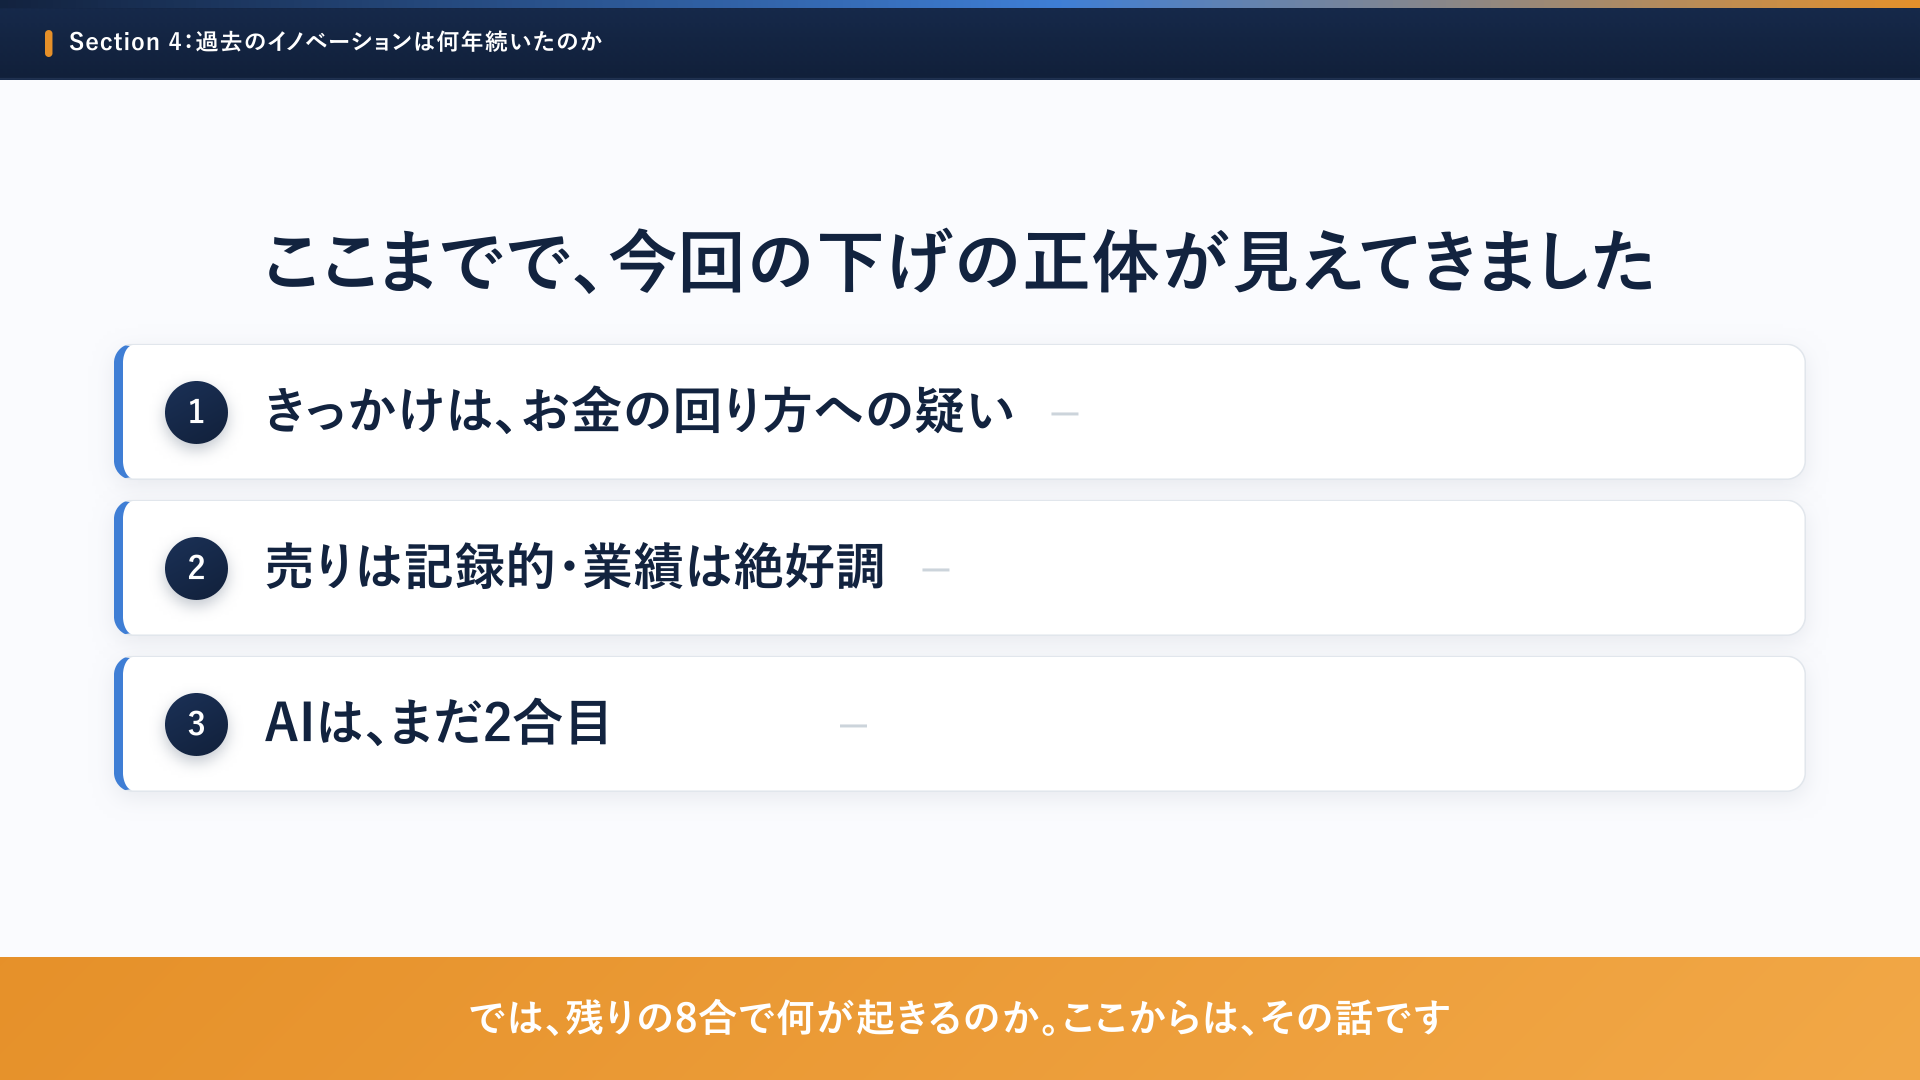 Section 4：過去のイノベーションは何年続いたのか
ここまでで、今回の下げの正体が見えてきました
1 きっかけは、お金の回り方への疑い —
2 売りは記録的・業績は絶好調 —
3 AIは、まだ2合目 —
では、残りの8合で何が起きるのか。ここからは、その話です